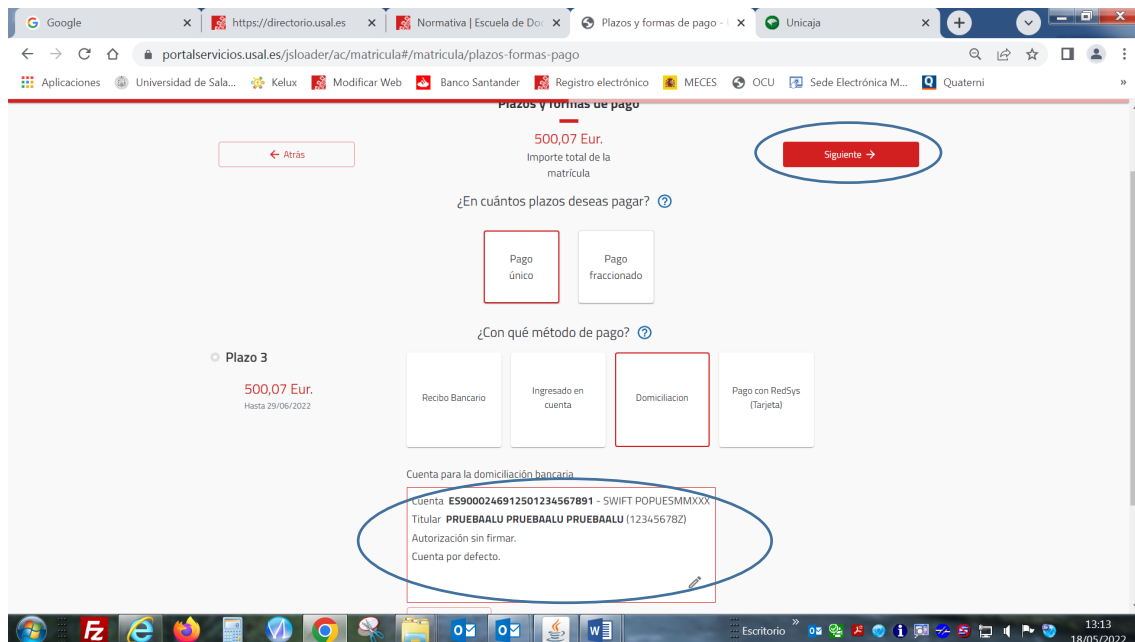 Google
https://directorio.usal.es
Normativa | Escuela de Doc
Plazos y formas de pago -
Unicaja
portalservicios.usal.es/jsloader/ac/matricula#/matricula/plazos-formas-pago
Aplicaciones
Universidad de Sala...
Kelux
Modificar Web
Banco Santander
Registro electrónico
MECES
OCU
Sede Electrónica M...
Quaterni
»
Plazos y formas de pago
← Atrás
500,07 Eur.
Importe total de la
matrícula
Siguiente →
¿En cuántos plazos deseas pagar?
Pago
único
Pago
fraccionado
¿Con qué método de pago?
Plazo 3
500,07 Eur.
Hasta 29/06/2022
Recibo Bancario
Ingresado en
cuenta
Domiciliacion
Pago con RedSys
(Tarjeta)
Cuenta para la domiciliación bancaria
Cuenta ES9000246912501234567891 - SWIFT POPUESMMXXX
Titular PRUEBAALU PRUEBAALU PRUEBAALU (12345678Z)
Autorización sin firmar.
Cuenta por defecto.
Escritorio »
13:13
18/05/2022